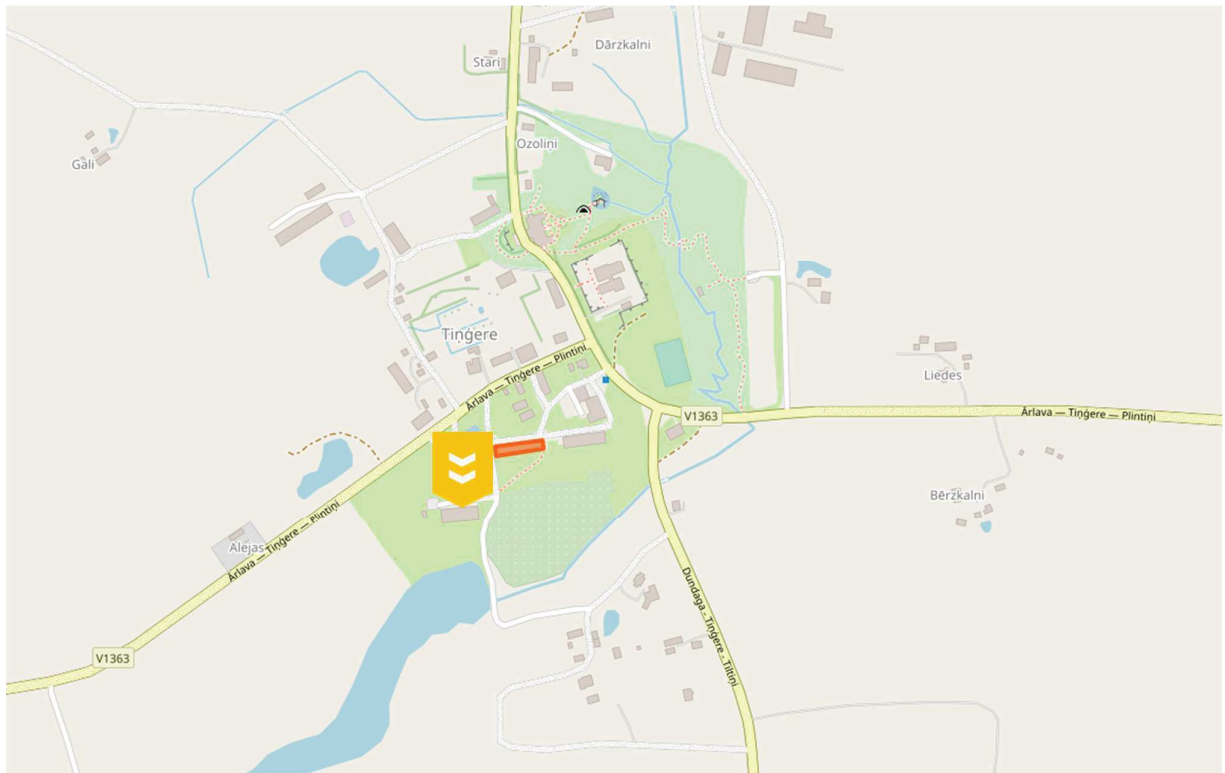 Dārzkalni
Stari
Ozoliņi
Gāli
Tiņģere
Ārlava — Tiņģere — Plintiņi
Liedes
V1363
Ārlava — Tiņģere — Plintiņi
Bērzkalni
Ārlava — Tiņģere — Plintiņi
Alejas
Dundaga - Tiņģere - Tiltiņi
V1363